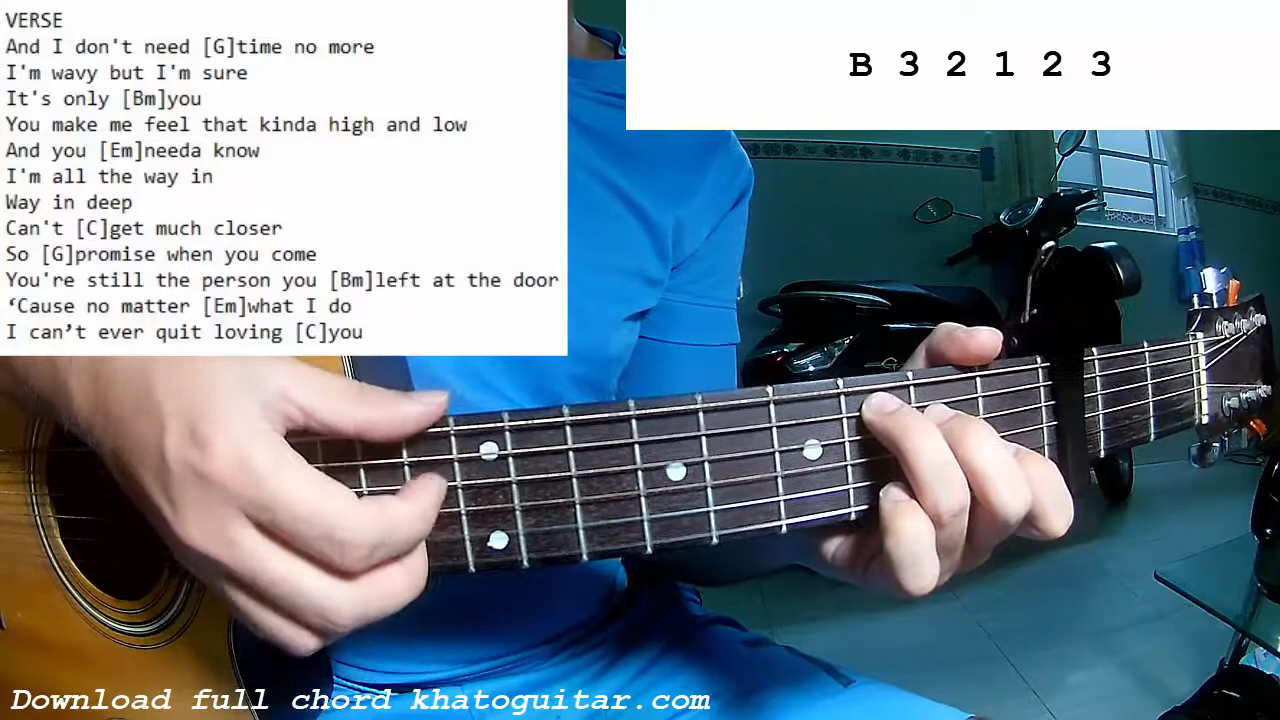 VERSE
And I don't need [G]time no more
I'm wavy but I'm sure
It's only [Bm]you
You make me feel that kinda high and low
And you [Em]needa know
I'm all the way in
Way in deep
Can't [C]get much closer
So [G]promise when you come
You're still the person you [Bm]left at the door
‘Cause no matter [Em]what I do
I can’t ever quit loving [C]you
B 3 2 1 2 3
Download full chord khatoguitar.com